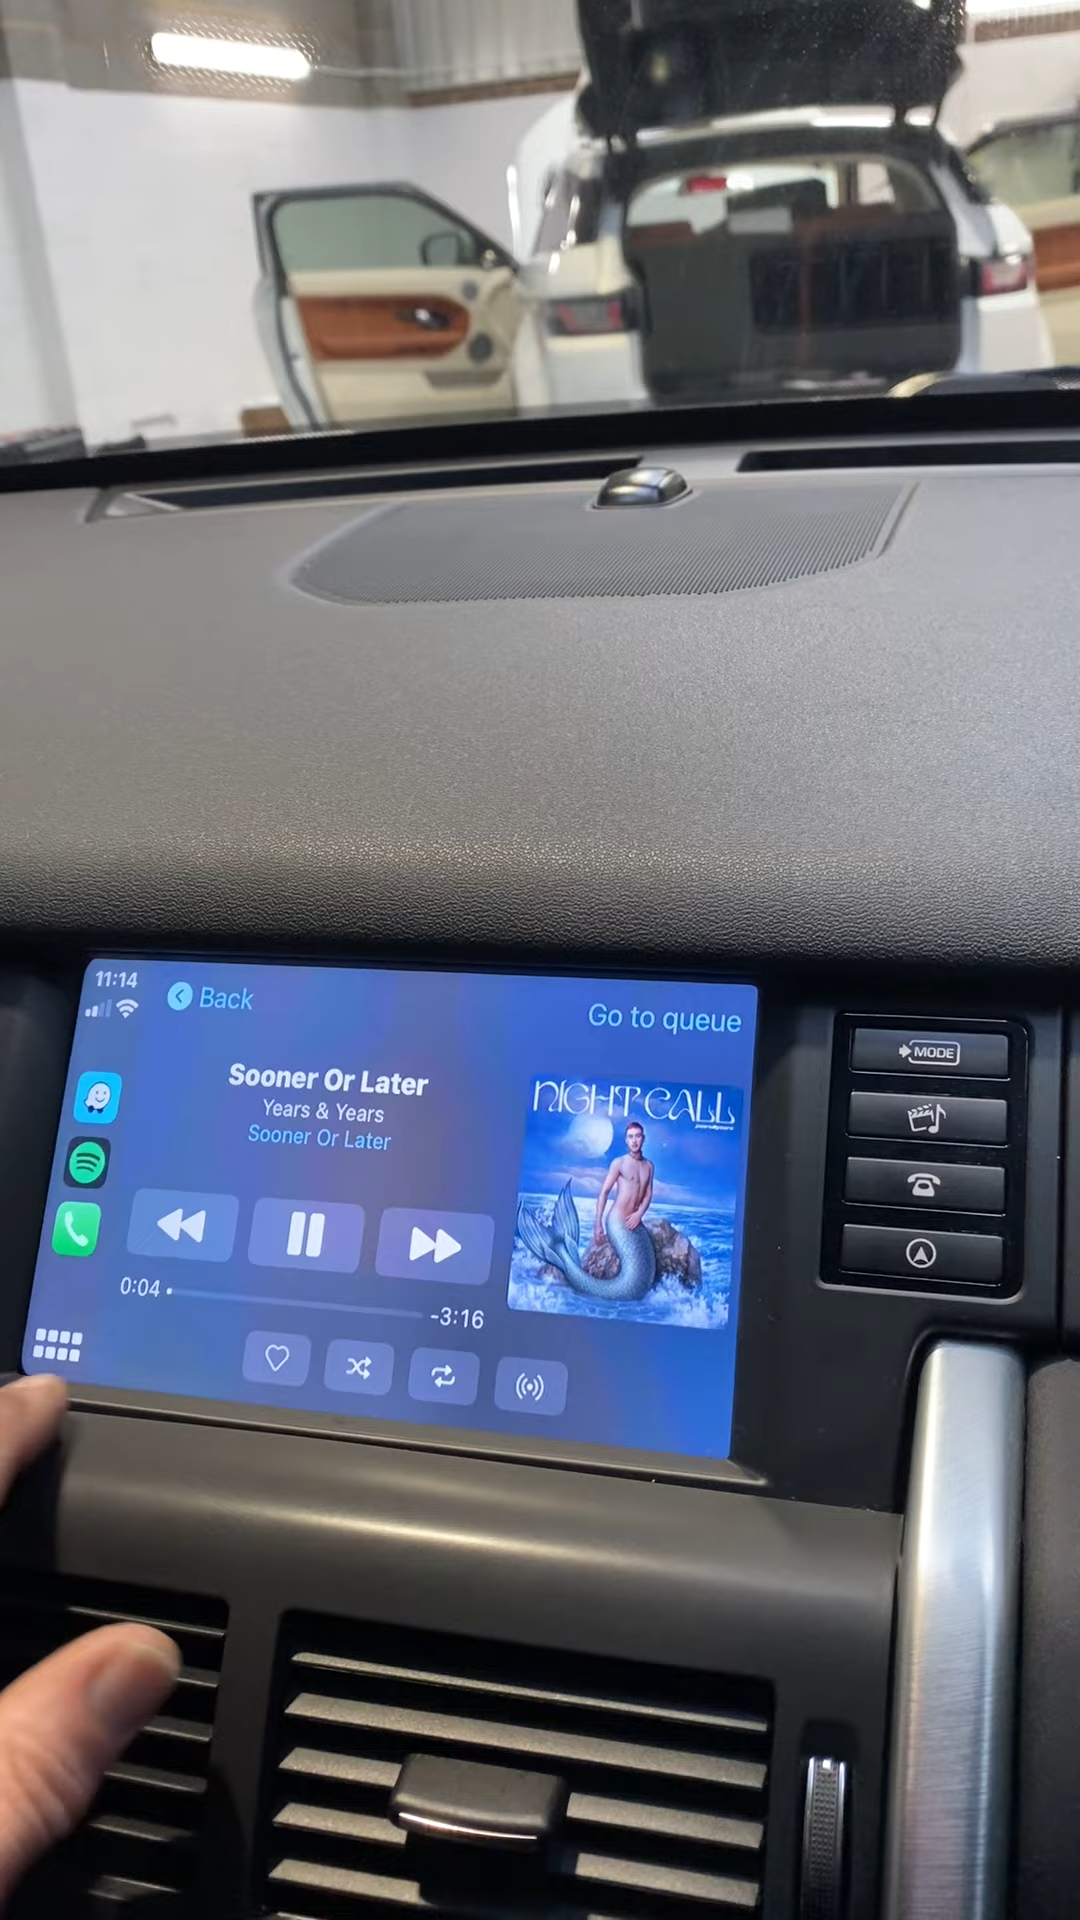 11:14
Back
Go to queue
Sooner Or Later
Years & Years
Sooner Or Later
NIGHT CALL
0:04
-3:16
MODE